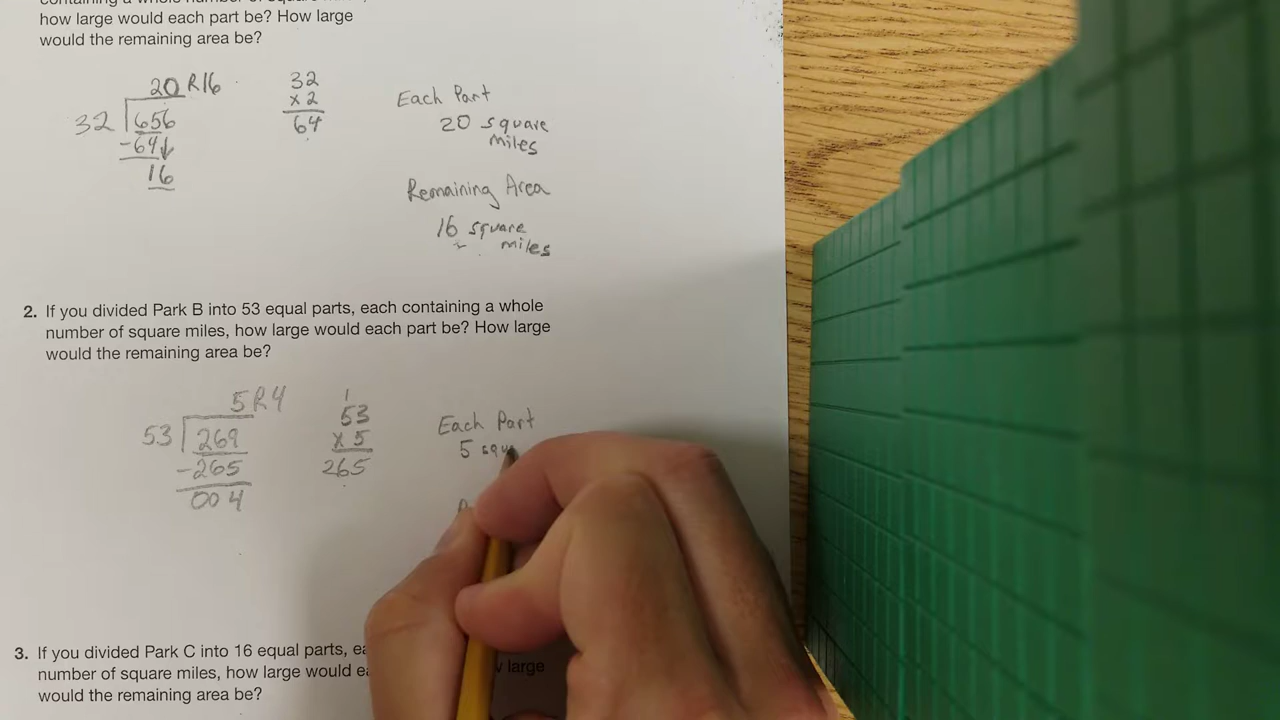 how large would each part be? How large
would the remaining area be?
20 R16
32 656
-64
16
32
x 2
64
Each Part
20 square
miles
Remaining Area
16 square
miles
2. If you divided Park B into 53 equal parts, each containing a whole
number of square miles, how large would each part be? How large
would the remaining area be?
5 R4
53 269
-265
004
1
53
x 5
265
Each Part
5 squ
3. If you divided Park C into 16 equal parts,
number of square miles, how large would large
would the remaining area be?